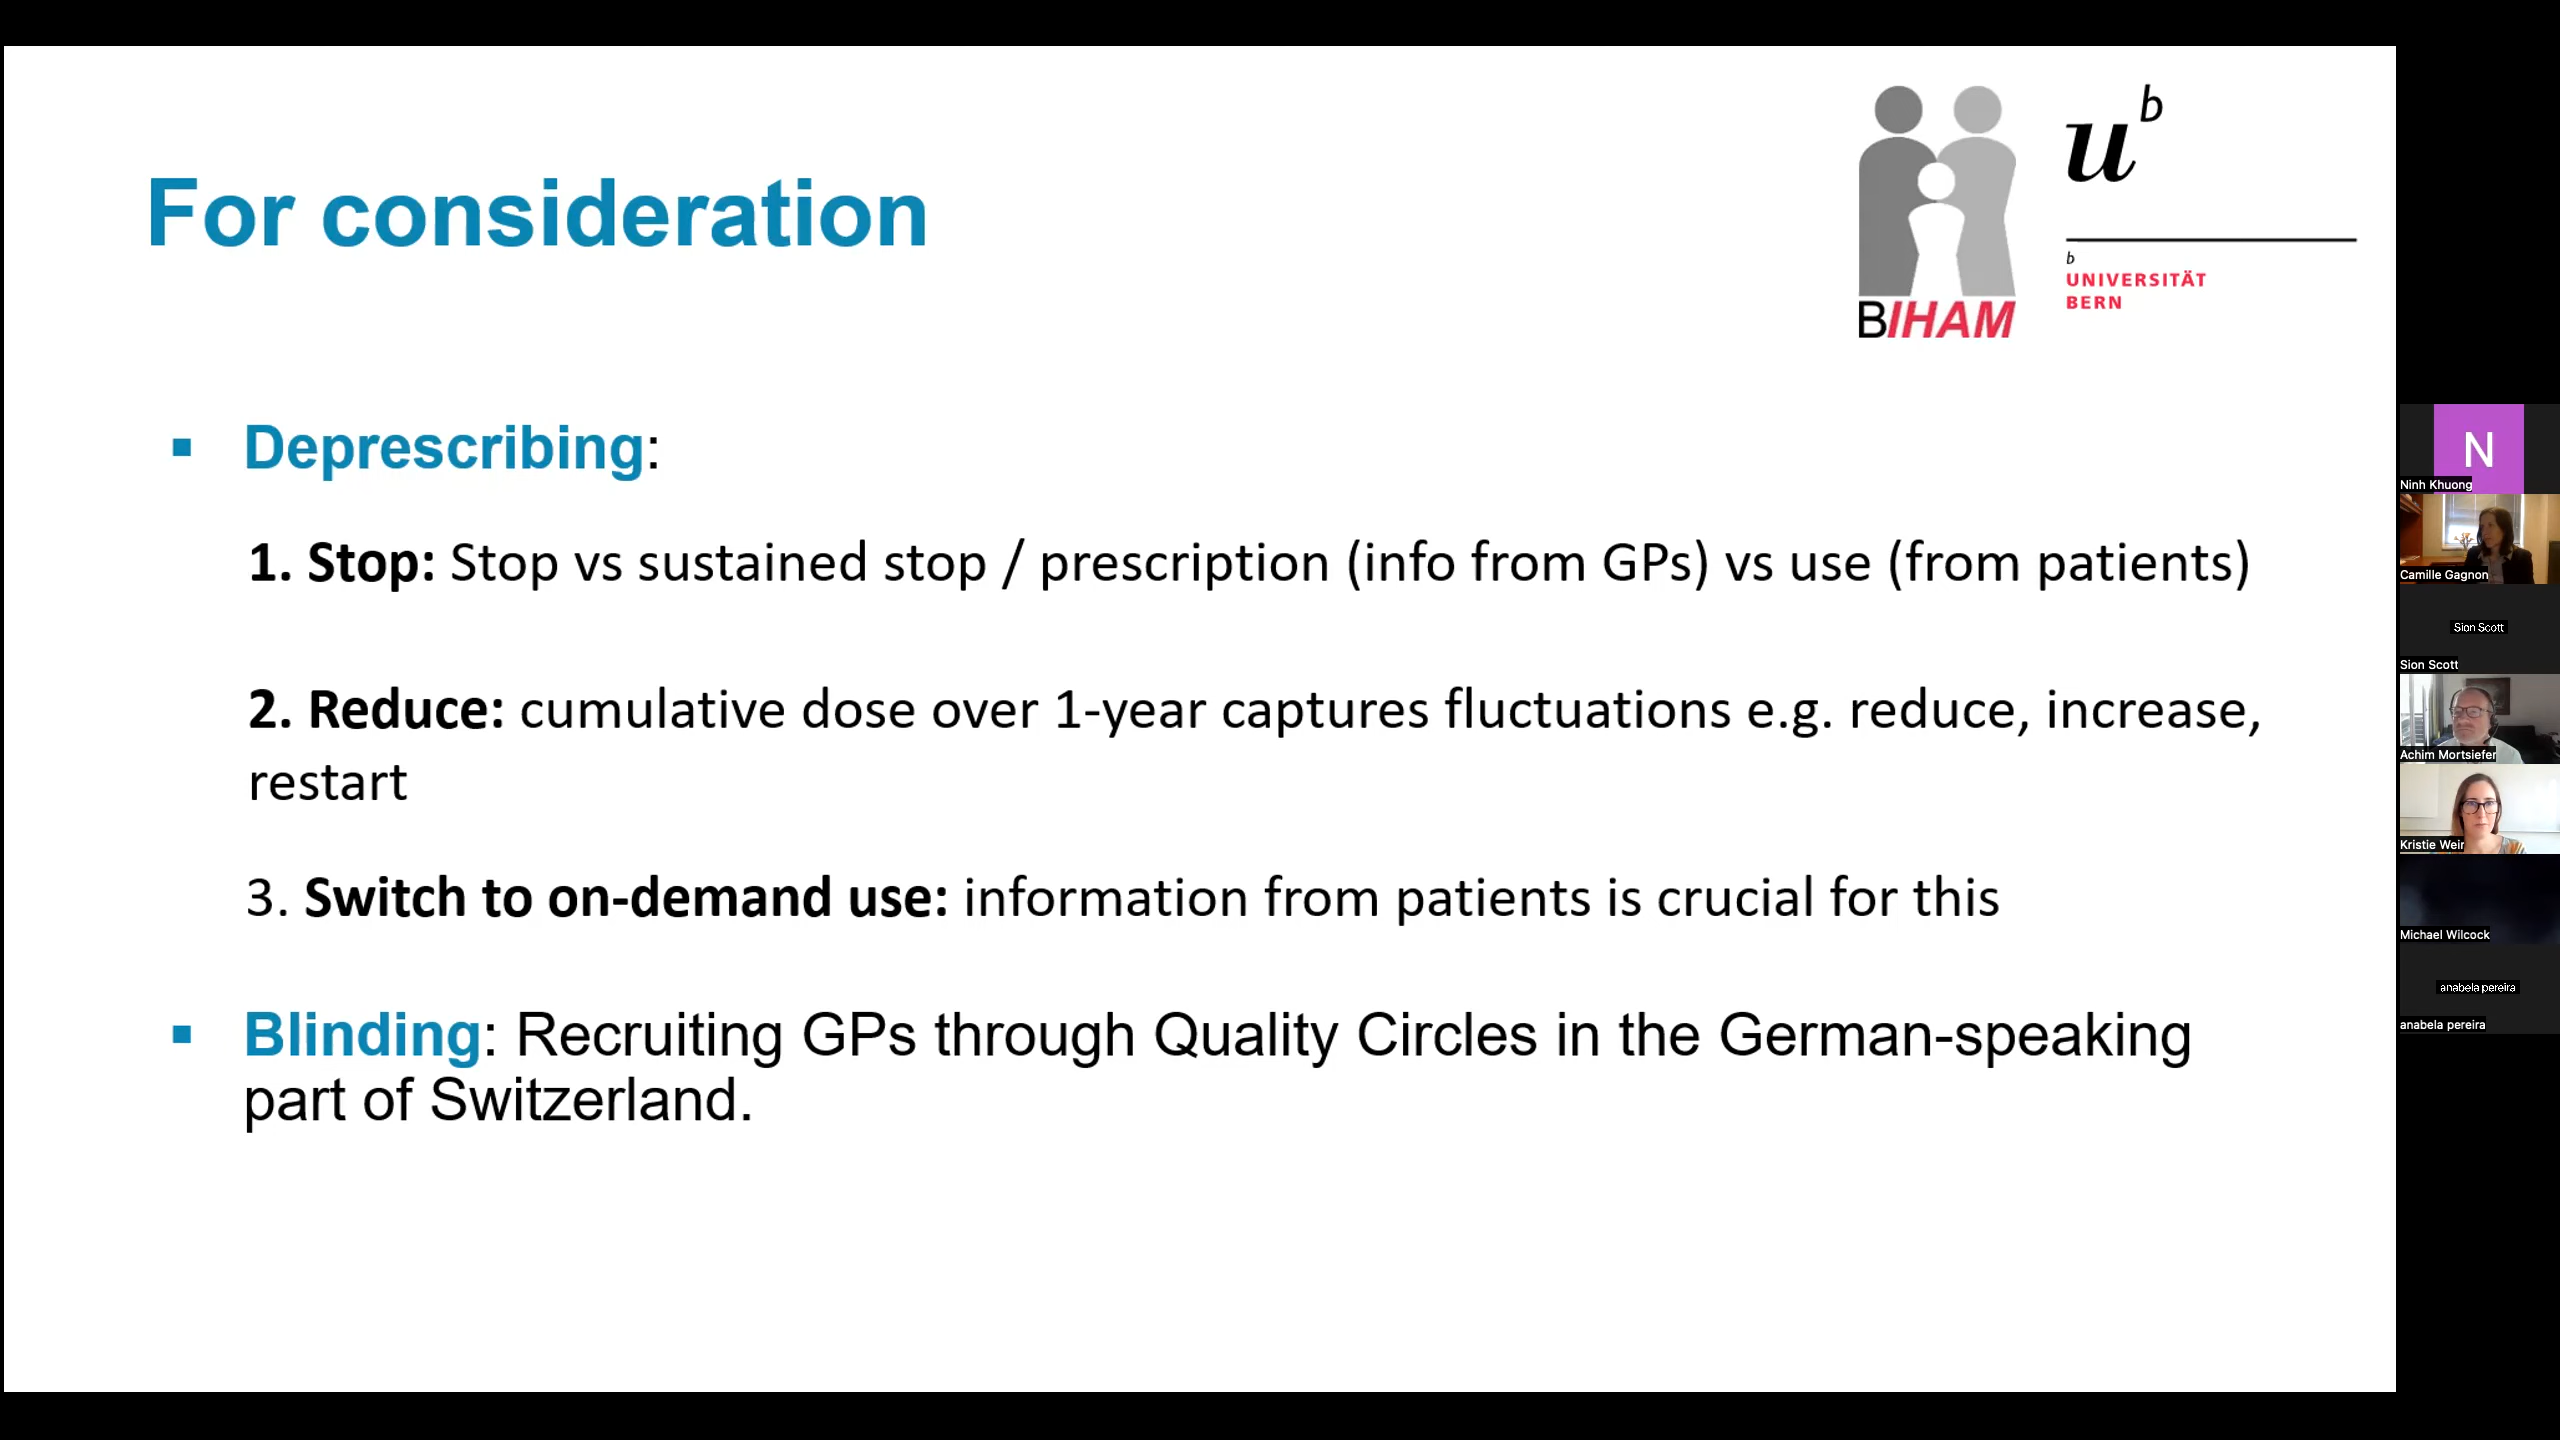 For consideration
BIHAM
u
b
b
UNIVERSITÄT
BERN
▪ Deprescribing:
1. Stop: Stop vs sustained stop / prescription (info from GPs) vs use (from patients)
2. Reduce: cumulative dose over 1-year captures fluctuations e.g. reduce, increase,
restart
3. Switch to on-demand use: information from patients is crucial for this
▪ Blinding: Recruiting GPs through Quality Circles in the German-speaking
part of Switzerland.
N
Ninh Khuong
Camille Gagnon
Sion Scott
Sion Scott
Achim Mortsiefer
Kristie Weir
Michael Wilcock
anabela pereira
anabela pereira